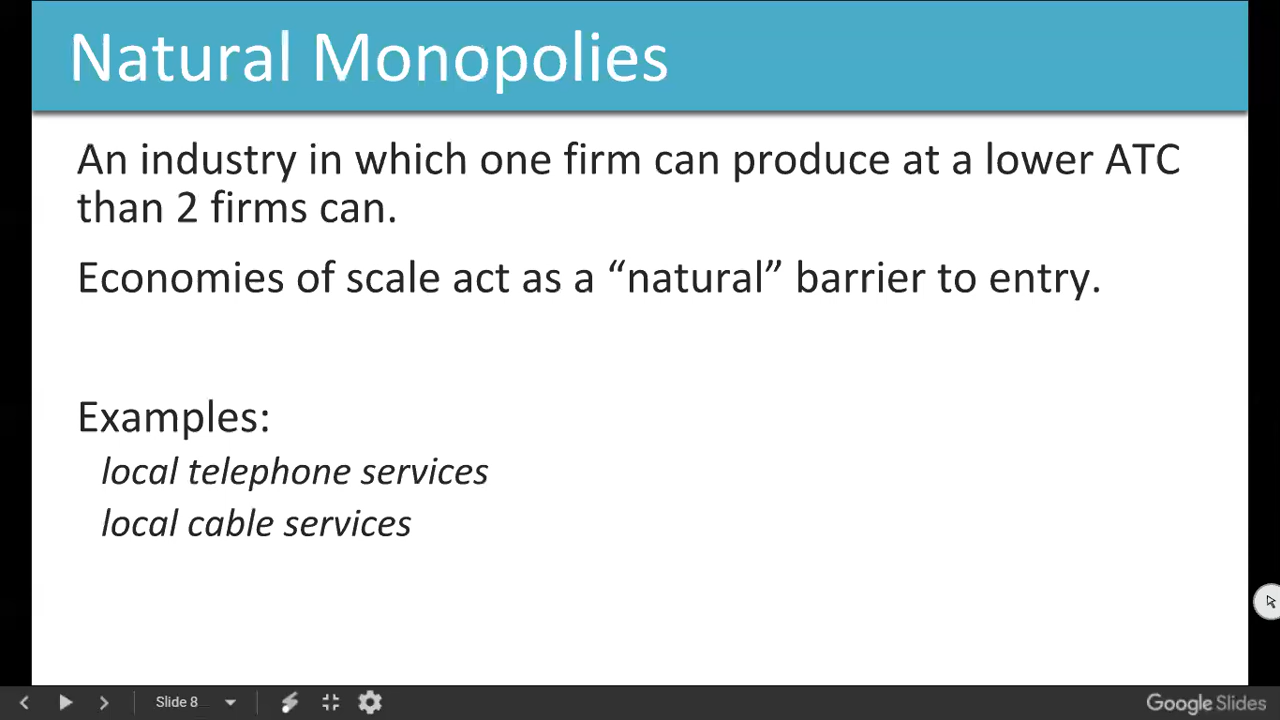 Natural Monopolies
An industry in which one firm can produce at a lower ATC
than 2 firms can.
Economies of scale act as a “natural” barrier to entry.
Examples:
local telephone services
local cable services
Slide 8
Google Slides